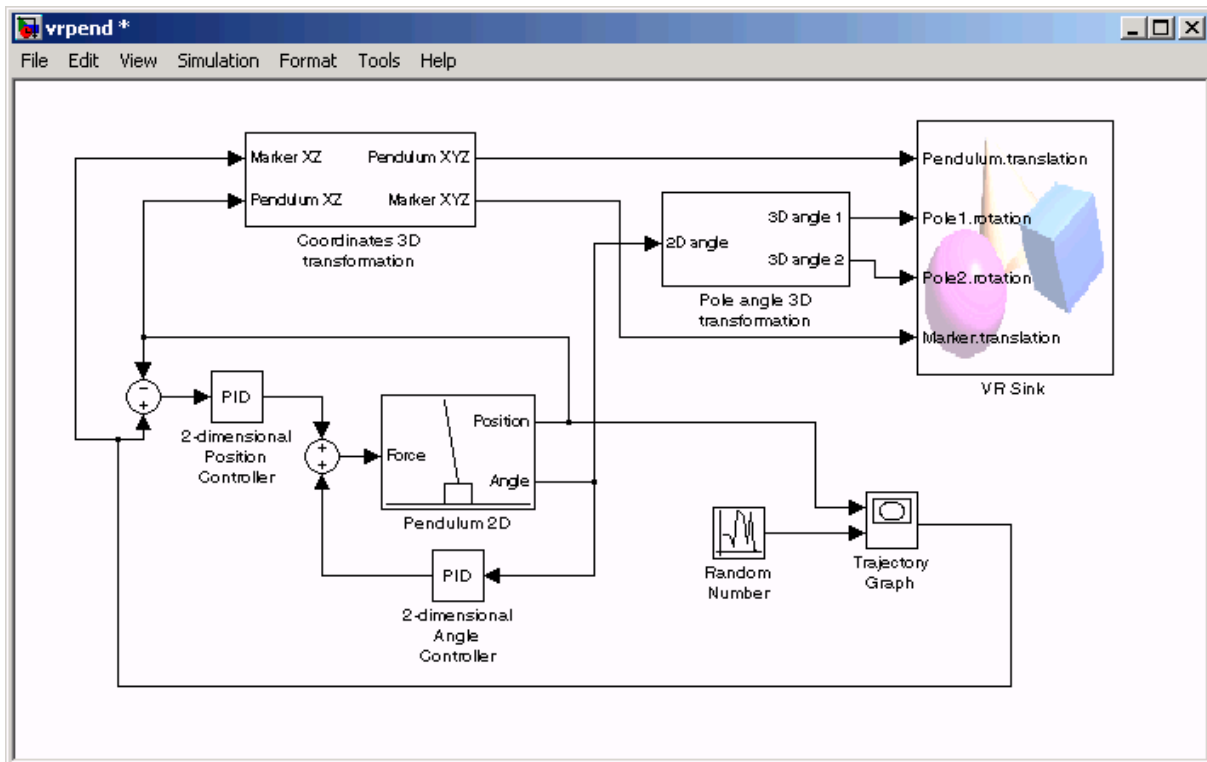 vrpend *
File Edit View Simulation Format Tools Help
Marker XZ
Pendulum XYZ
Pendulum XZ
Marker XYZ
Coordinates 3D
transformation
2D angle
3D angle 1
3D angle 2
Pole angle 3D
transformation
Pendulum.translation
Pole1.rotation
Pole2.rotation
Marker.translation
VR Sink
−
+
PID
2-dimensional
Position
Controller
+
+
Force
Position
Angle
Pendulum 2D
PID
2-dimensional
Angle
Controller
Random
Number
Trajectory
Graph